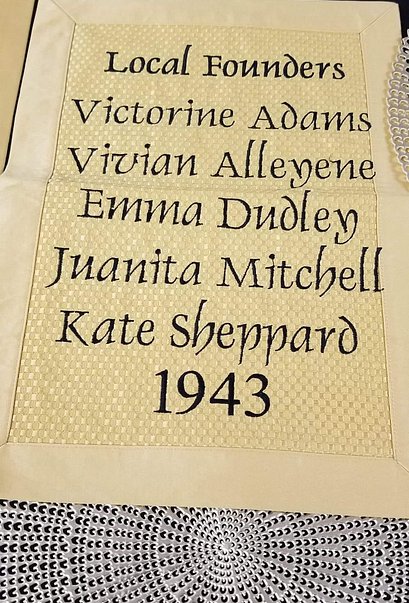 Local Founders
Victorine Adams
Vivian Alleyene
Emma Dudley
Juanita Mitchell
Kate Sheppard
1943